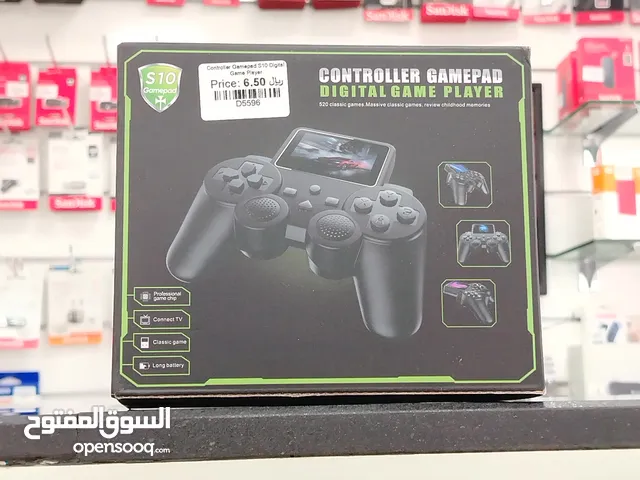 Controller Gamepad S10 Digital
Game Player
Price: 6.50 ﷼
D5596
S10
Gamepad
CONTROLLER GAMEPAD
DIGITAL GAME PLAYER
520 classic games, Massive classic games, review childhood memories
Professional
game chip
Connect TV
Classic game
Long battery
SanDisk
SanDisk
السوق المفتوح
opensooq.com